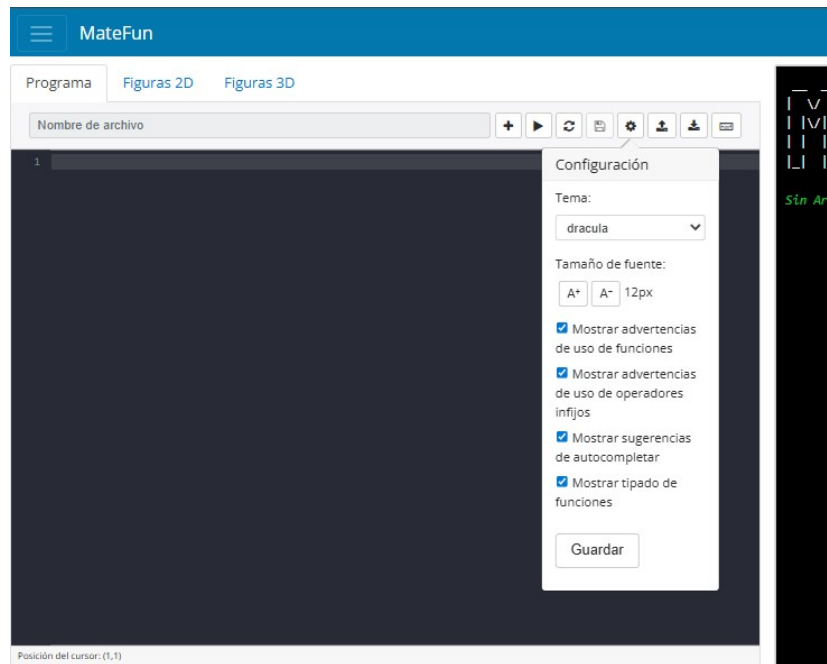 MateFun
Programa Figuras 2D Figuras 3D
Nombre de archivo
1
Configuración
Tema:
dracula
Tamaño de fuente:
A+ A- 12px
Mostrar advertencias
de uso de funciones
Mostrar advertencias
de uso de operadores
infijos
Mostrar sugerencias
de autocompletar
Mostrar tipado de
funciones
Guardar
Posición del cursor: (1,1)
Sin Ar